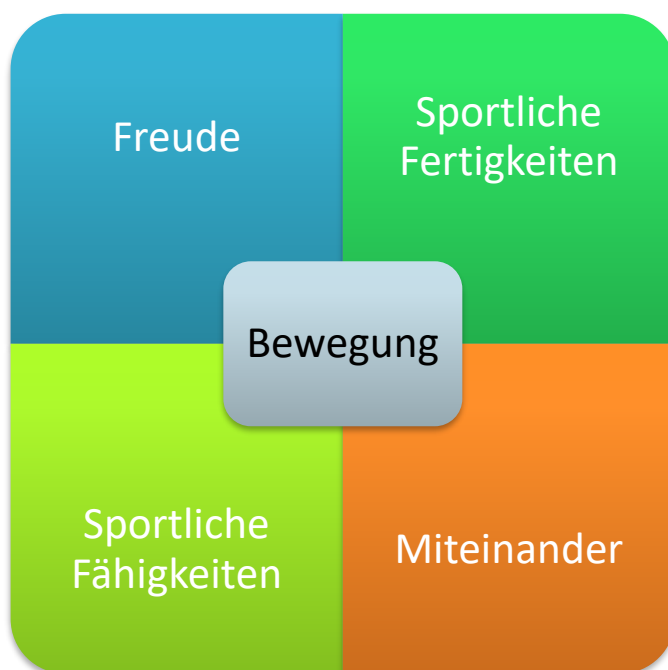 Freude
Sportliche
Fertigkeiten
Bewegung
Sportliche
Fähigkeiten
Miteinander